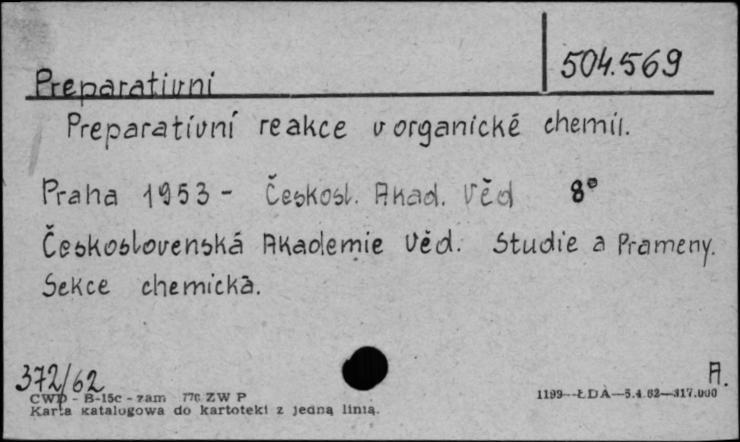 504.569
Preparativni
Preparativní reakce v organické chemii.
Praha 1953 - Českosl. Akad. Věd 8°
Československá Akademie Věd. Studie a Prameny.
Sekce chemická.
372/62
A.
CWD - B-15c - zam 776 ZW P
1199—ŁDA—5.4.62—317.000
Karta katalogowa do kartoteki z jedną linią.